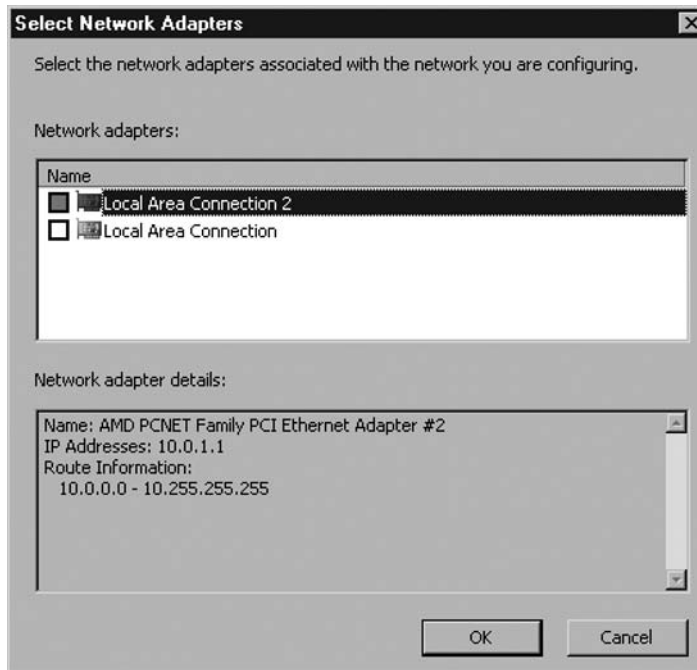 Select Network Adapters
Select the network adapters associated with the network you are configuring.
Network adapters:
Name
Local Area Connection 2
Local Area Connection
Network adapter details:
Name: AMD PCNET Family PCI Ethernet Adapter #2
IP Addresses: 10.0.1.1
Route Information:
10.0.0.0 - 10.255.255.255
OK
Cancel